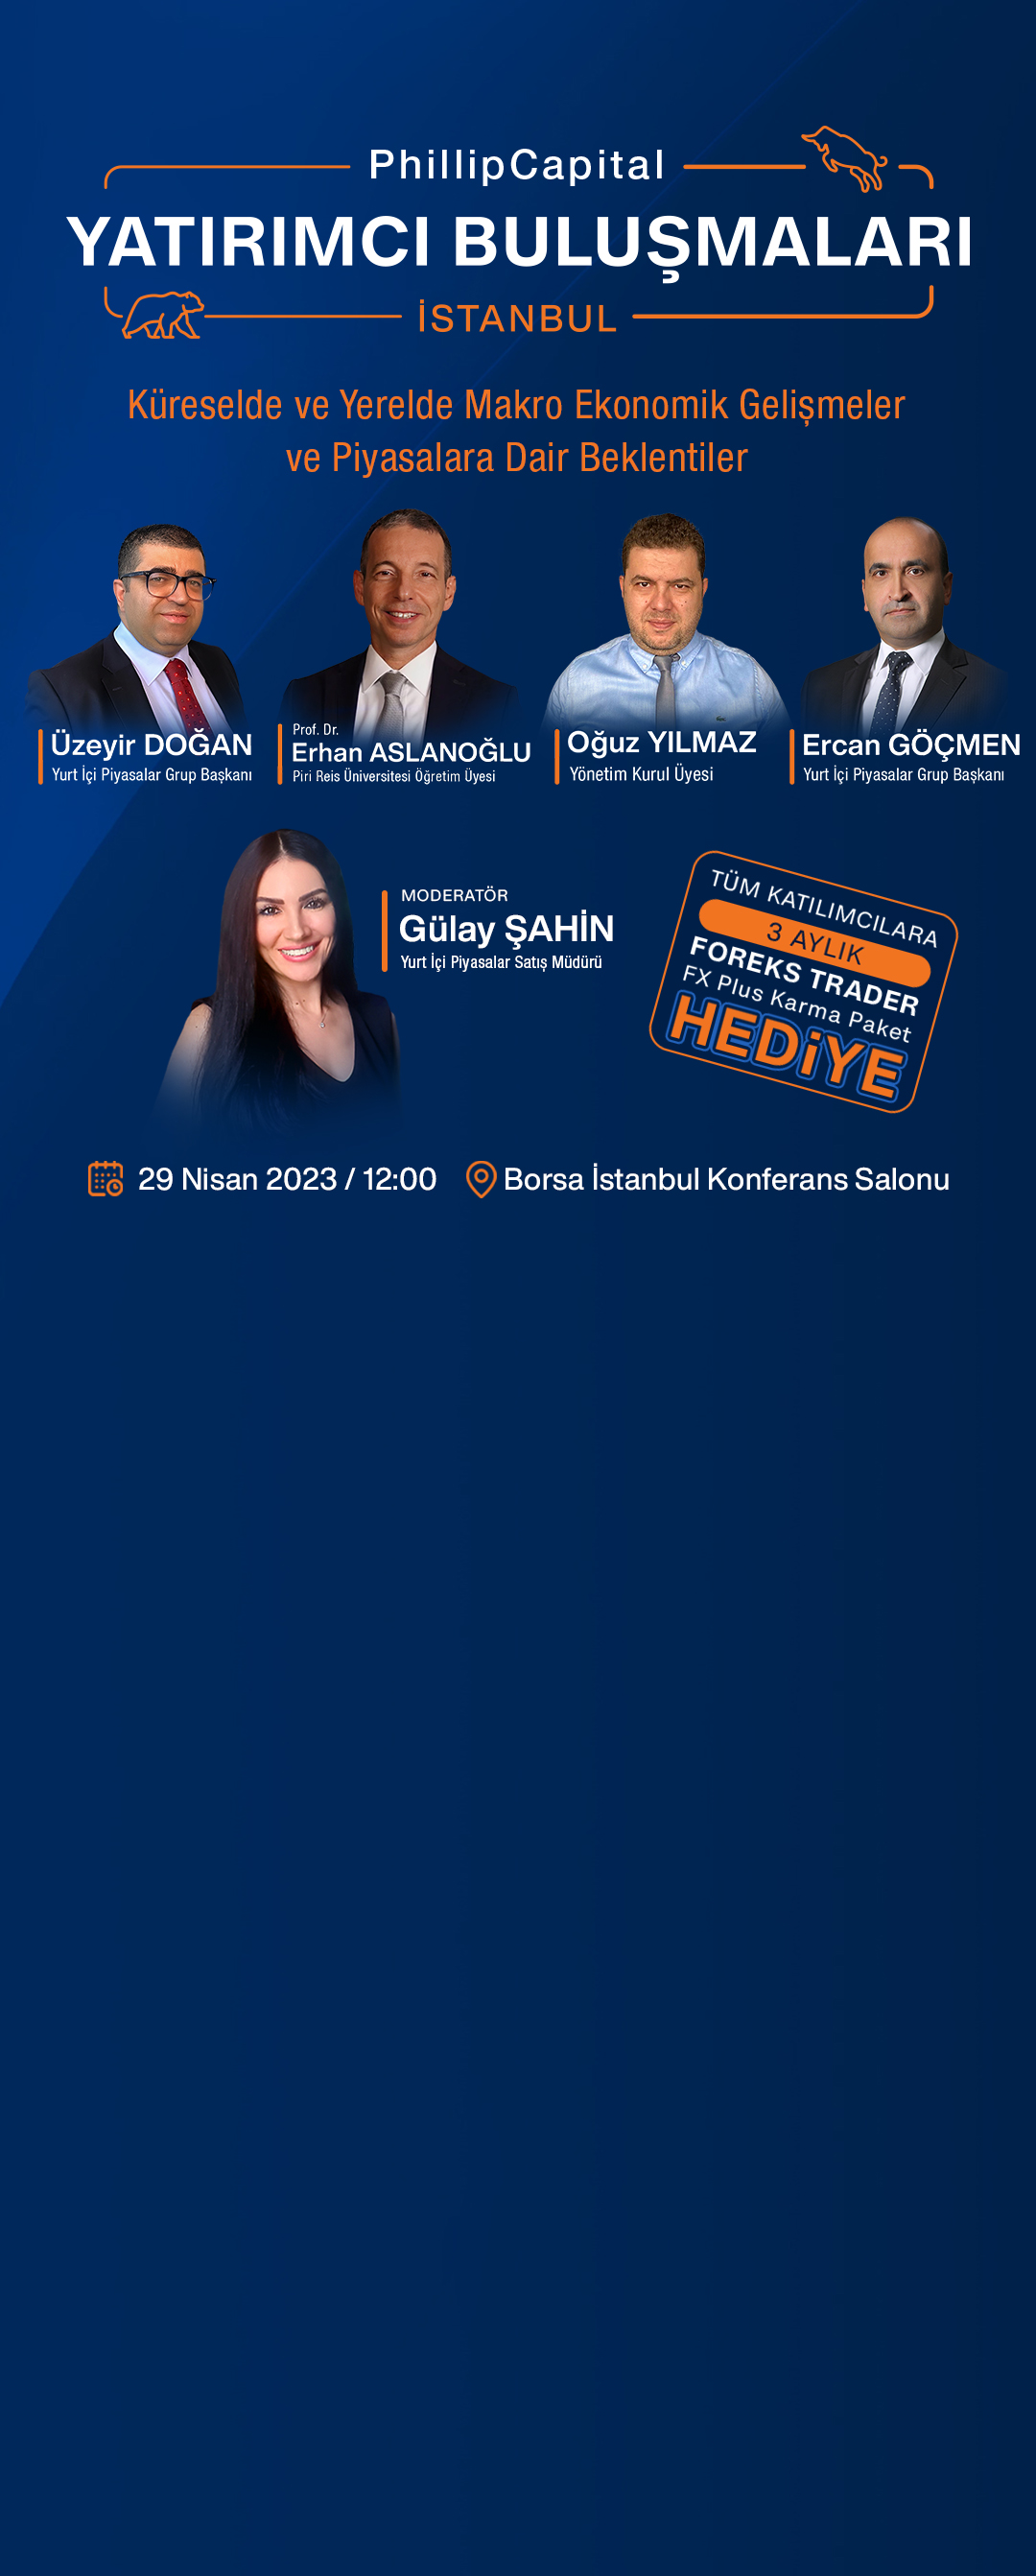 PhillipCapital
YATIRIMCI BULUŞMALARI
İSTANBUL
Küreselde ve Yerelde Makro Ekonomik Gelişmeler
ve Piyasalara Dair Beklentiler
Üzeyir DOĞAN
Yurt İçi Piyasalar Grup Başkanı
Prof. Dr.
Erhan ASLANOĞLU
Piri Reis Üniversitesi Öğretim Üyesi
Oğuz YILMAZ
Yönetim Kurul Üyesi
Ercan GÖÇMEN
Yurt İçi Piyasalar Grup Başkanı
MODERATÖR
Gülay ŞAHİN
Yurt İçi Piyasalar Satış Müdürü
TÜM KATILIMCILARA
3 AYLIK
FOREKS TRADER
FX Plus Karma Paket
HEDİYE
29 Nisan 2023 / 12:00
Borsa İstanbul Konferans Salonu